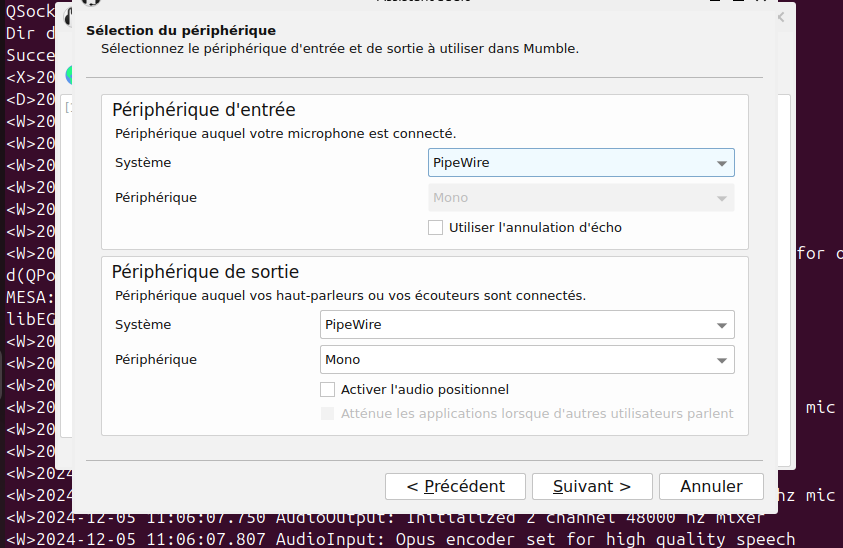 QSock
Dir d
Succe
<X>20
<D>20
<W>20
<W>20
<W>20
<W>20
<W>20
<W>20
<W>20 for
d(QPo
MESA:
libEG
<W>20
<W>20
<W>20
<W>20 mic
<W>20
<W>20
<W>2024
<W>2024 hz mic
<W>2024-12-05 11:06:07.750 AudioOutput: Initialized 2 channel 48000 hz mixer
<W>2024-12-05 11:06:07.807 AudioInput: Opus encoder set for high quality speech
Sélection du périphérique
Sélectionnez le périphérique d'entrée et de sortie à utiliser dans Mumble.
Périphérique d'entrée
Périphérique auquel votre microphone est connecté.
Système PipeWire
Périphérique Mono
Utiliser l'annulation d'écho
Périphérique de sortie
Périphérique auquel vos haut-parleurs ou vos écouteurs sont connectés.
Système PipeWire
Périphérique Mono
Activer l'audio positionnel
Atténue les applications lorsque d'autres utilisateurs parlent
< Précédent Suivant > Annuler